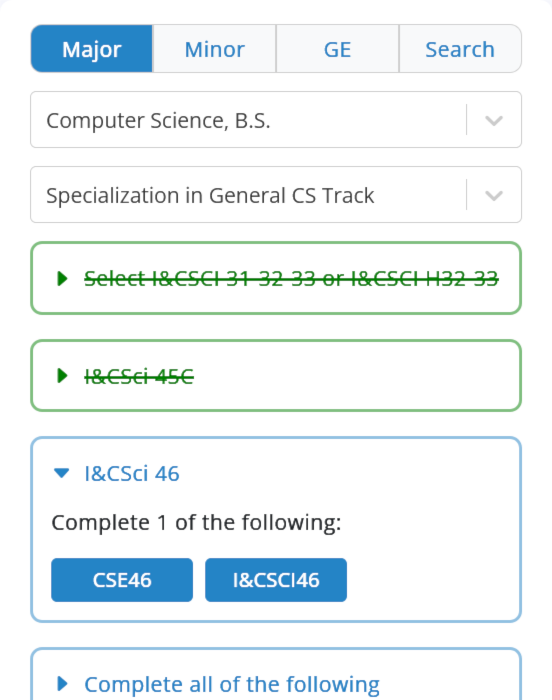 Major Minor GE Search
Computer Science, B.S.
Specialization in General CS Track
Select I&CSCI 31-32-33 or I&CSCI H32-33
I&CSci 45C
I&CSci 46
Complete 1 of the following:
CSE46 I&CSCI46
Complete all of the following